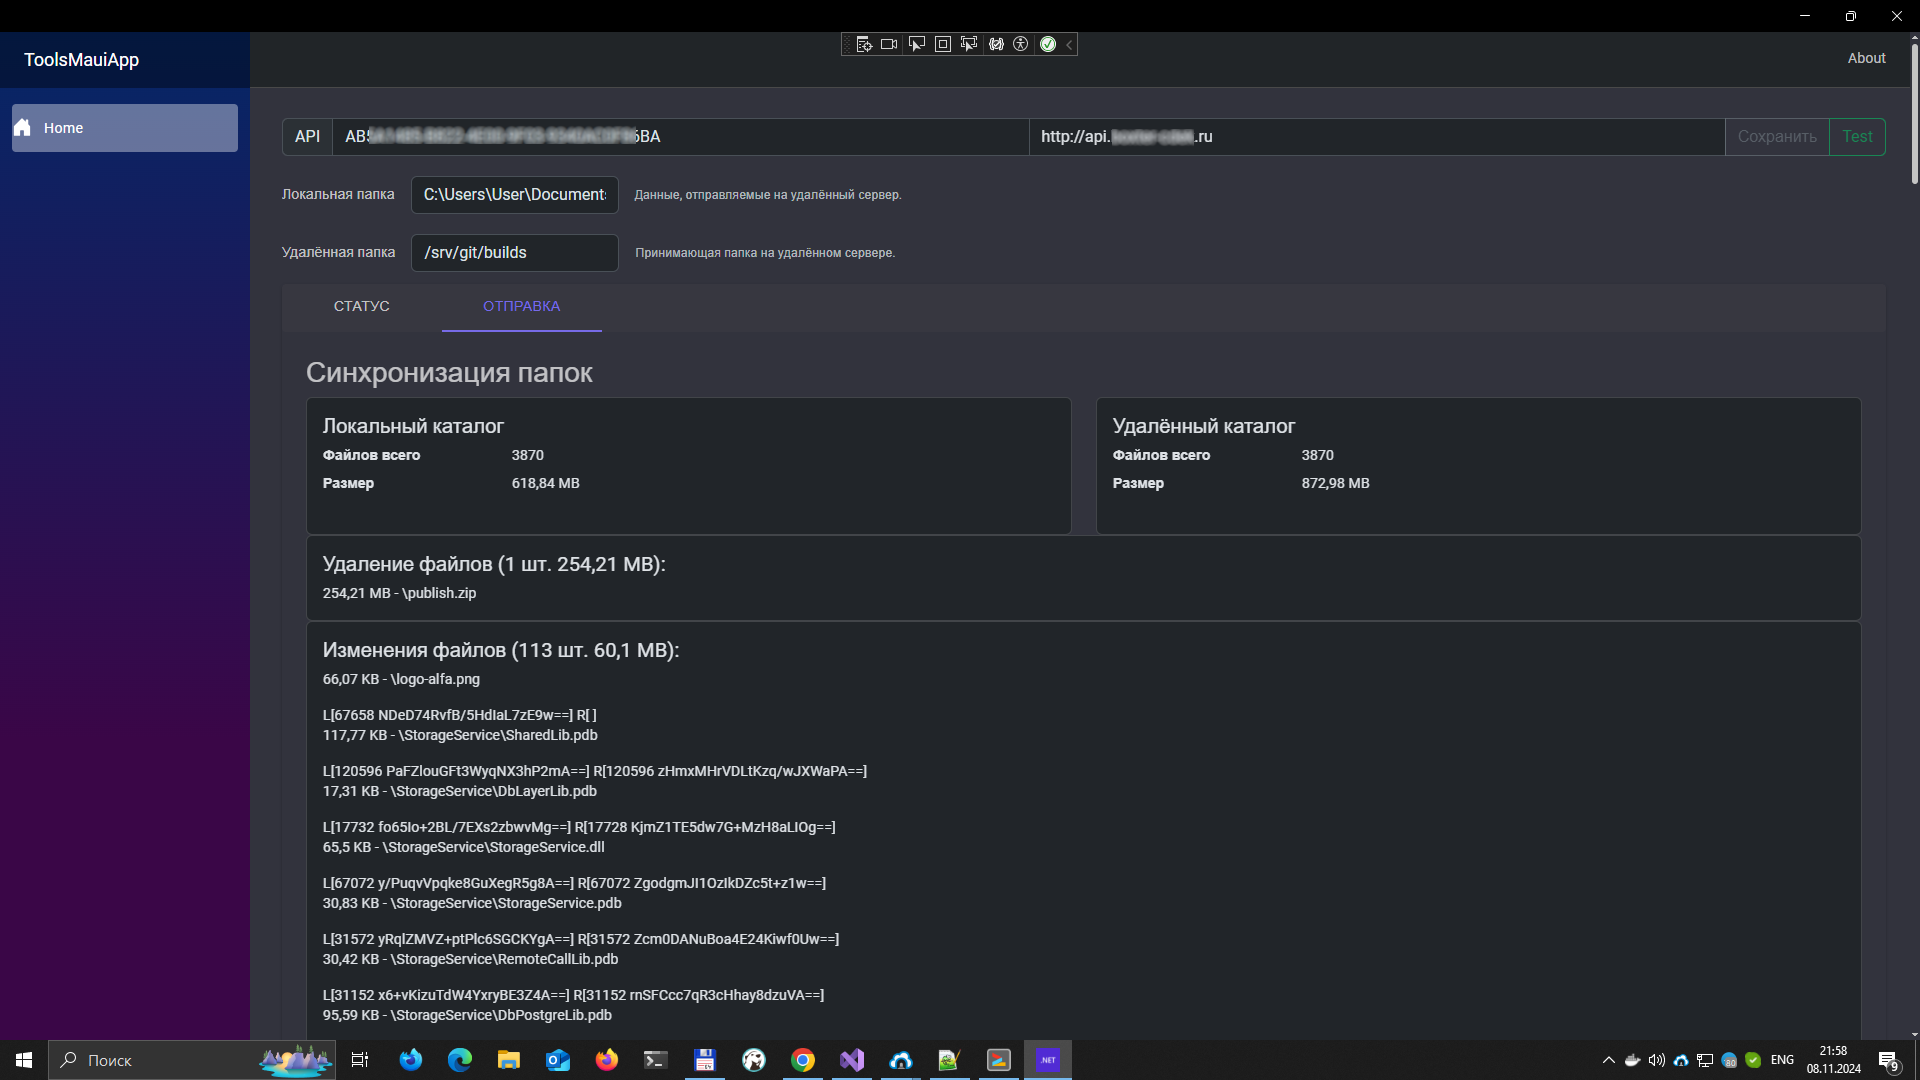 ToolsMauiApp
About
Home
API
http://api.
.ru
Сохранить
Test
Локальная папка
C:\Users\User\Document
Данные, отправляемые на удалённый сервер.
Удалённая папка
/srv/git/builds
Принимающая папка на удалённом сервере.
СТАТУС
ОТПРАВКА
Синхронизация папок
Локальный каталог
Файлов всего 3870
Размер 618,84 MB
Удалённый каталог
Файлов всего 3870
Размер 872,98 MB
Удаление файлов (1 шт. 254,21 MB):
254,21 MB - \publish.zip
Изменения файлов (113 шт. 60,1 MB):
66,07 KB - \logo-alfa.png
L[67658 NDeD74RvfB/5HdIaL7zE9w==] R[ ]
117,77 KB - \StorageService\SharedLib.pdb
L[120596 PaFZlouGFt3WyqNX3hP2mA==] R[120596 zHmxMHrVDLtKzq/wJXWaPA==]
17,31 KB - \StorageService\DbLayerLib.pdb
L[17732 fo65Io+2BL/7EXs2zbwvMg==] R[17728 KjmZ1TE5dw7G+MzH8aLIOg==]
65,5 KB - \StorageService\StorageService.dll
L[67072 y/PuqvVpqke8GuXegR5g8A==] R[67072 ZgodgmJI1OzIkDZc5t+z1w==]
30,83 KB - \StorageService\StorageService.pdb
L[31572 yRqlZMVZ+ptPlc6SGCKYgA==] R[31572 Zcm0DANuBoa4E24Kiwf0Uw==]
30,42 KB - \StorageService\RemoteCallLib.pdb
L[31152 x6+vKizuTdW4YxryBE3Z4A==] R[31152 rnSFCcc7qR3cHhay8dzuVA==]
95,59 KB - \StorageService\DbPostgreLib.pdb
Поиск
.NET
ENG
21:58
08.11.2024
9